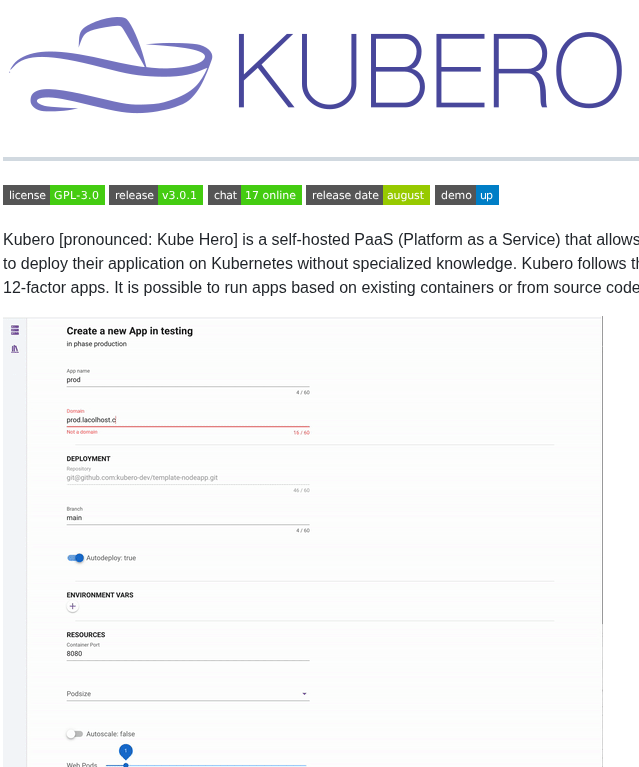 KUBERO
license GPL-3.0 release v3.0.1 chat 17 online release date august demo up
Kubero [pronounced: Kube Hero] is a self-hosted PaaS (Platform as a Service) that allows
to deploy their application on Kubernetes without specialized knowledge. Kubero follows th
12-factor apps. It is possible to run apps based on existing containers or from source code
Create a new App in testing
in phase production
App name
prod
4 / 60
Domain
prod.lacolhost.c
Not a domain 16 / 60
DEPLOYMENT
Repository
git@github.com:kubero-dev/template-nodeapp.git
46 / 60
Branch
main
4 / 60
Autodeploy: true
ENVIRONMENT VARS
+
RESOURCES
Container Port
8080
Podsize
Autoscale: false
1
Web Pods